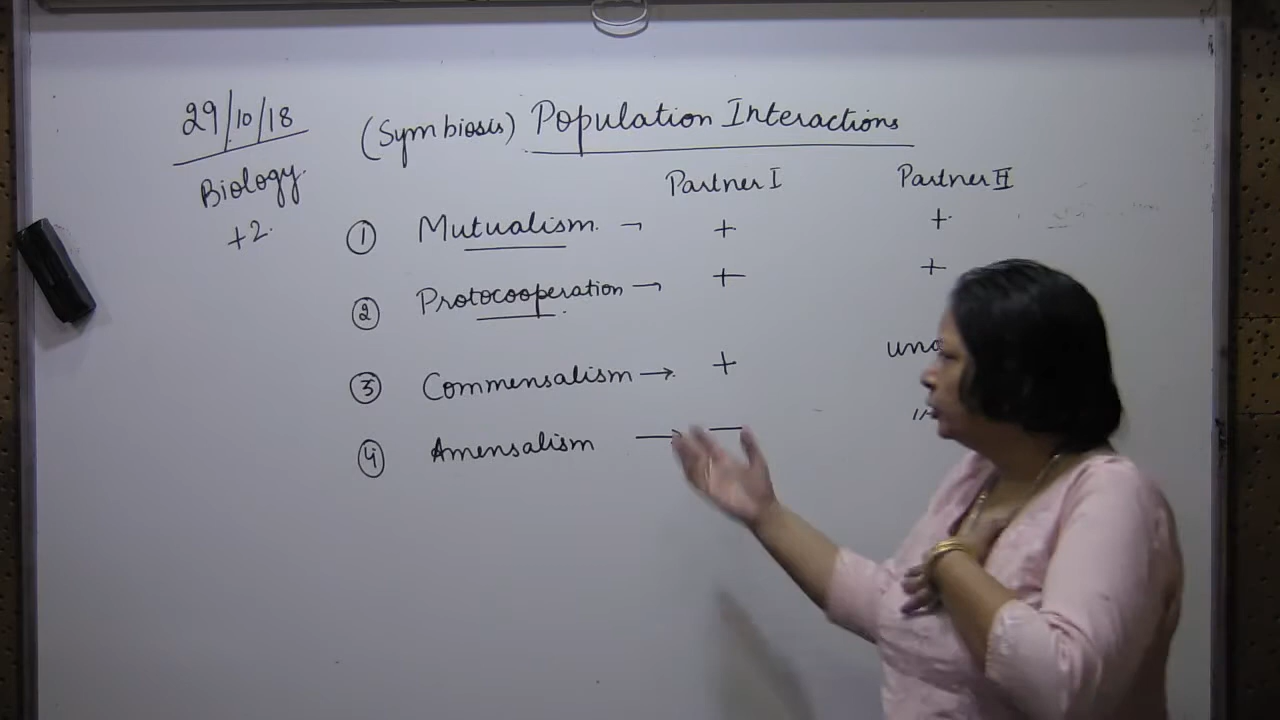 29/10/18
Biology.
+2.
(Symbiosis) Population Interactions
Partner I Partner II
① Mutualism. → + +
② Protocooperation → + +
③ Commensalism → +
④ Amensalism → —